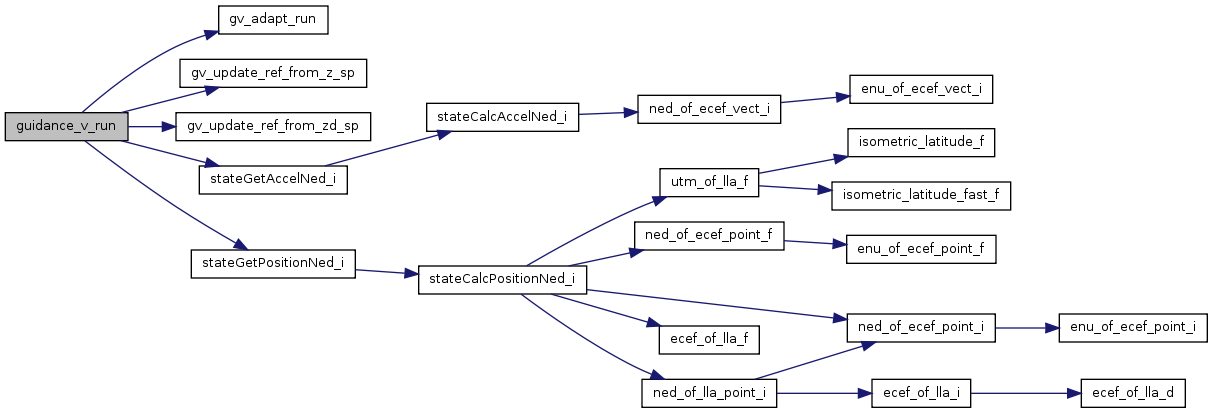 gv_adapt_run
gv_update_ref_from_z_sp
enu_of_ecef_vect_i
ned_of_ecef_vect_i
stateCalcAccelNed_i
guidance_v_run
gv_update_ref_from_zd_sp
isometric_latitude_f
stateGetAccelNed_i
utm_of_lla_f
isometric_latitude_fast_f
ned_of_ecef_point_f
enu_of_ecef_point_f
stateGetPositionNed_i
stateCalcPositionNed_i
ned_of_ecef_point_i
enu_of_ecef_point_i
ecef_of_lla_f
ned_of_lla_point_i
ecef_of_lla_i
ecef_of_lla_d